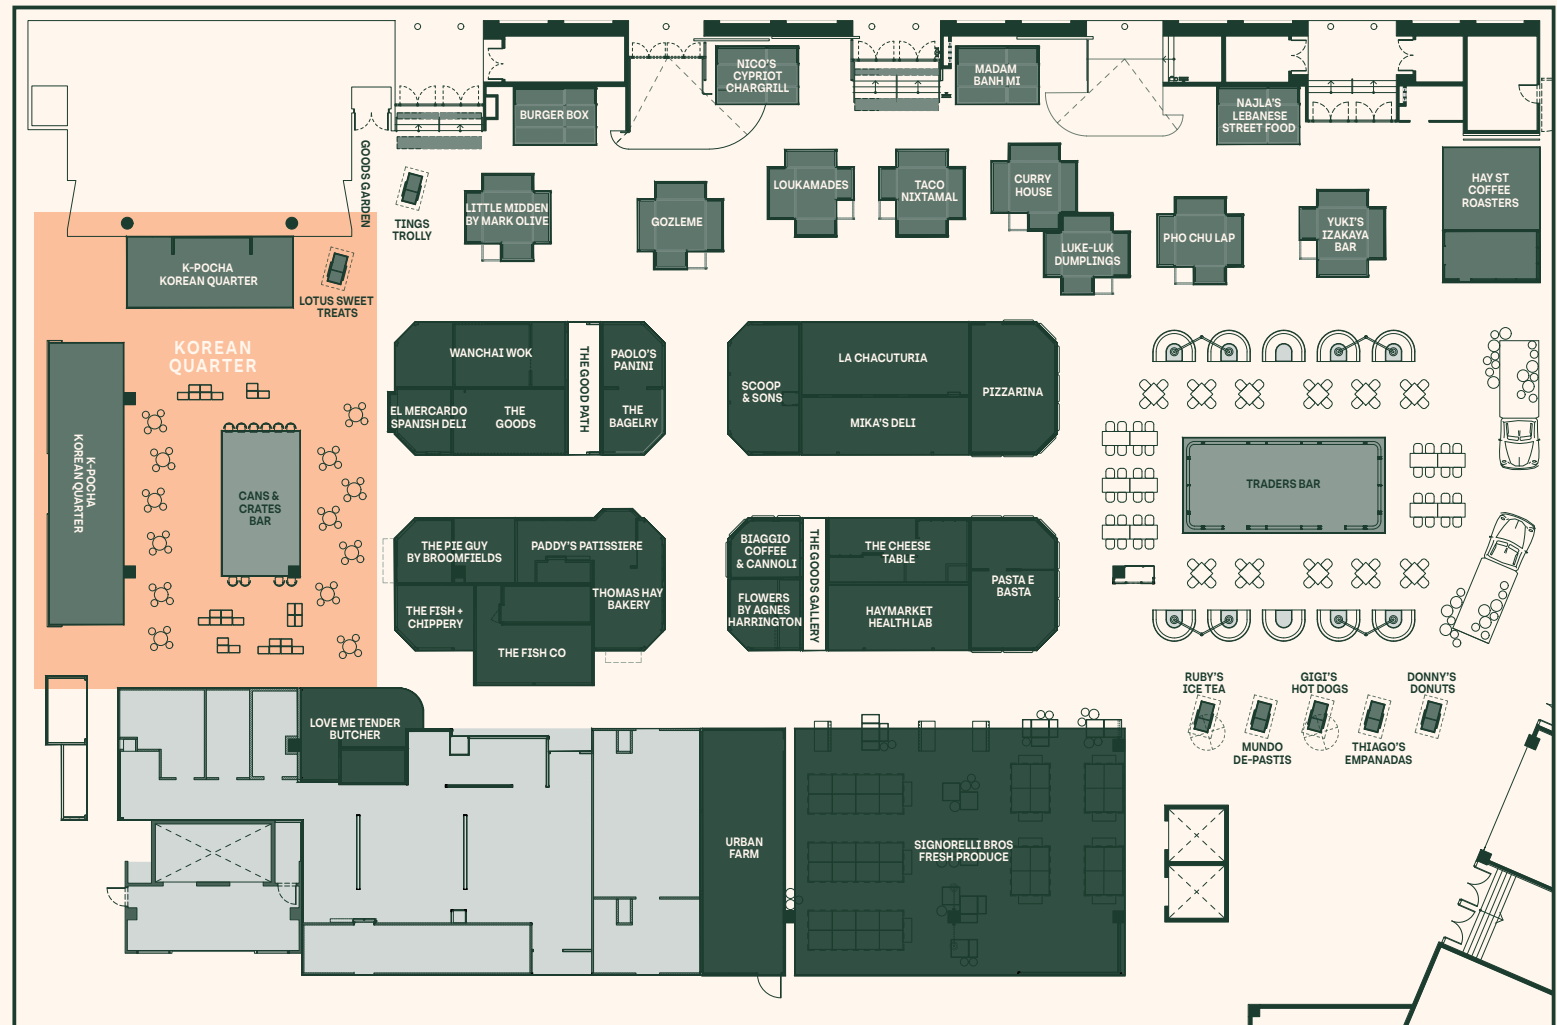 NICO'S
CYPRIOT
CHARGRILL
MADAM
BANH MI
BURGER BOX
NAJLA'S
LEBANESE
STREET FOOD
GOODS GARDEN
TINGS
TROLLY
LITTLE MIDDEN
BY MARK OLIVE
GOZLEME
LOUKAMADES
TACO
NIXTAMAL
CURRY
HOUSE
LUKE-LUK
DUMPLINGS
PHO CHU LAP
YUKI'S
IZAKAYA
BAR
HAY ST
COFFEE
ROASTERS
K-POCHA
KOREAN QUARTER
LOTUS SWEET
TREATS
KOREAN
QUARTER
K-POCHA
KOREAN QUARTER
CANS &
CRATES
BAR
WANCHAI WOK
THE GOOD PATH
PAOLO'S
PANINI
EL MERCARDO
SPANISH DELI
THE
GOODS
THE
BAGELRY
SCOOP
& SONS
LA CHACUTURIA
MIKA'S DELI
PIZZARINA
TRADERS BAR
THE PIE GUY
BY BROOMFIELDS
PADDY'S PATISSIERE
THE FISH +
CHIPPERY
THOMAS HAY
BAKERY
THE FISH CO
BIAGGIO
COFFEE
& CANNOLI
FLOWERS
BY AGNES
HARRINGTON
THE GOODS GALLERY
THE CHEESE
TABLE
HAYMARKET
HEALTH LAB
PASTA E
BASTA
RUBY'S
ICE TEA
GIGI'S
HOT DOGS
DONNY'S
DONUTS
MUNDO
DE-PASTIS
THIAGO'S
EMPANADAS
LOVE ME TENDER
BUTCHER
URBAN
FARM
SIGNORELLI BROS
FRESH PRODUCE